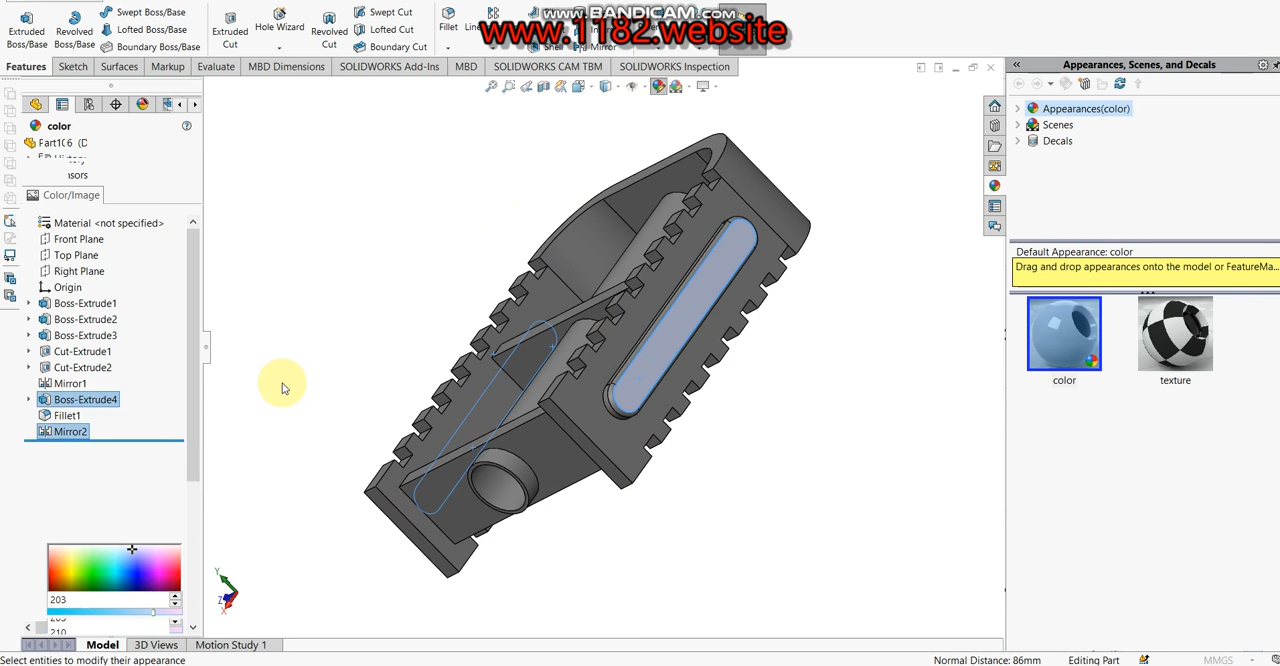 www.BANDICAM.com
www.1182.website
Extruded Boss/Base
Revolved Boss/Base
Swept Boss/Base
Lofted Boss/Base
Boundary Boss/Base
Extruded Cut
Hole Wizard
Revolved Cut
Swept Cut
Lofted Cut
Boundary Cut
Fillet
Shell
Mirror
Features
Sketch
Surfaces
Markup
Evaluate
MBD Dimensions
SOLIDWORKS Add-Ins
MBD
SOLIDWORKS CAM TBM
SOLIDWORKS Inspection
Appearances, Scenes, and Decals
color
?
Color/Image
Material <not specified>
Front Plane
Top Plane
Right Plane
Origin
Boss-Extrude1
Boss-Extrude2
Boss-Extrude3
Cut-Extrude1
Cut-Extrude2
Mirror1
Boss-Extrude4
Fillet1
Mirror2
203
210
Y
Z
X
Appearances(color)
Scenes
Decals
Default Appearance: color
Drag and drop appearances onto the model or FeatureMa...
color
texture
Model
3D Views
Motion Study 1
Select entities to modify their appearance
Normal Distance: 86mm
Editing Part
MMGS